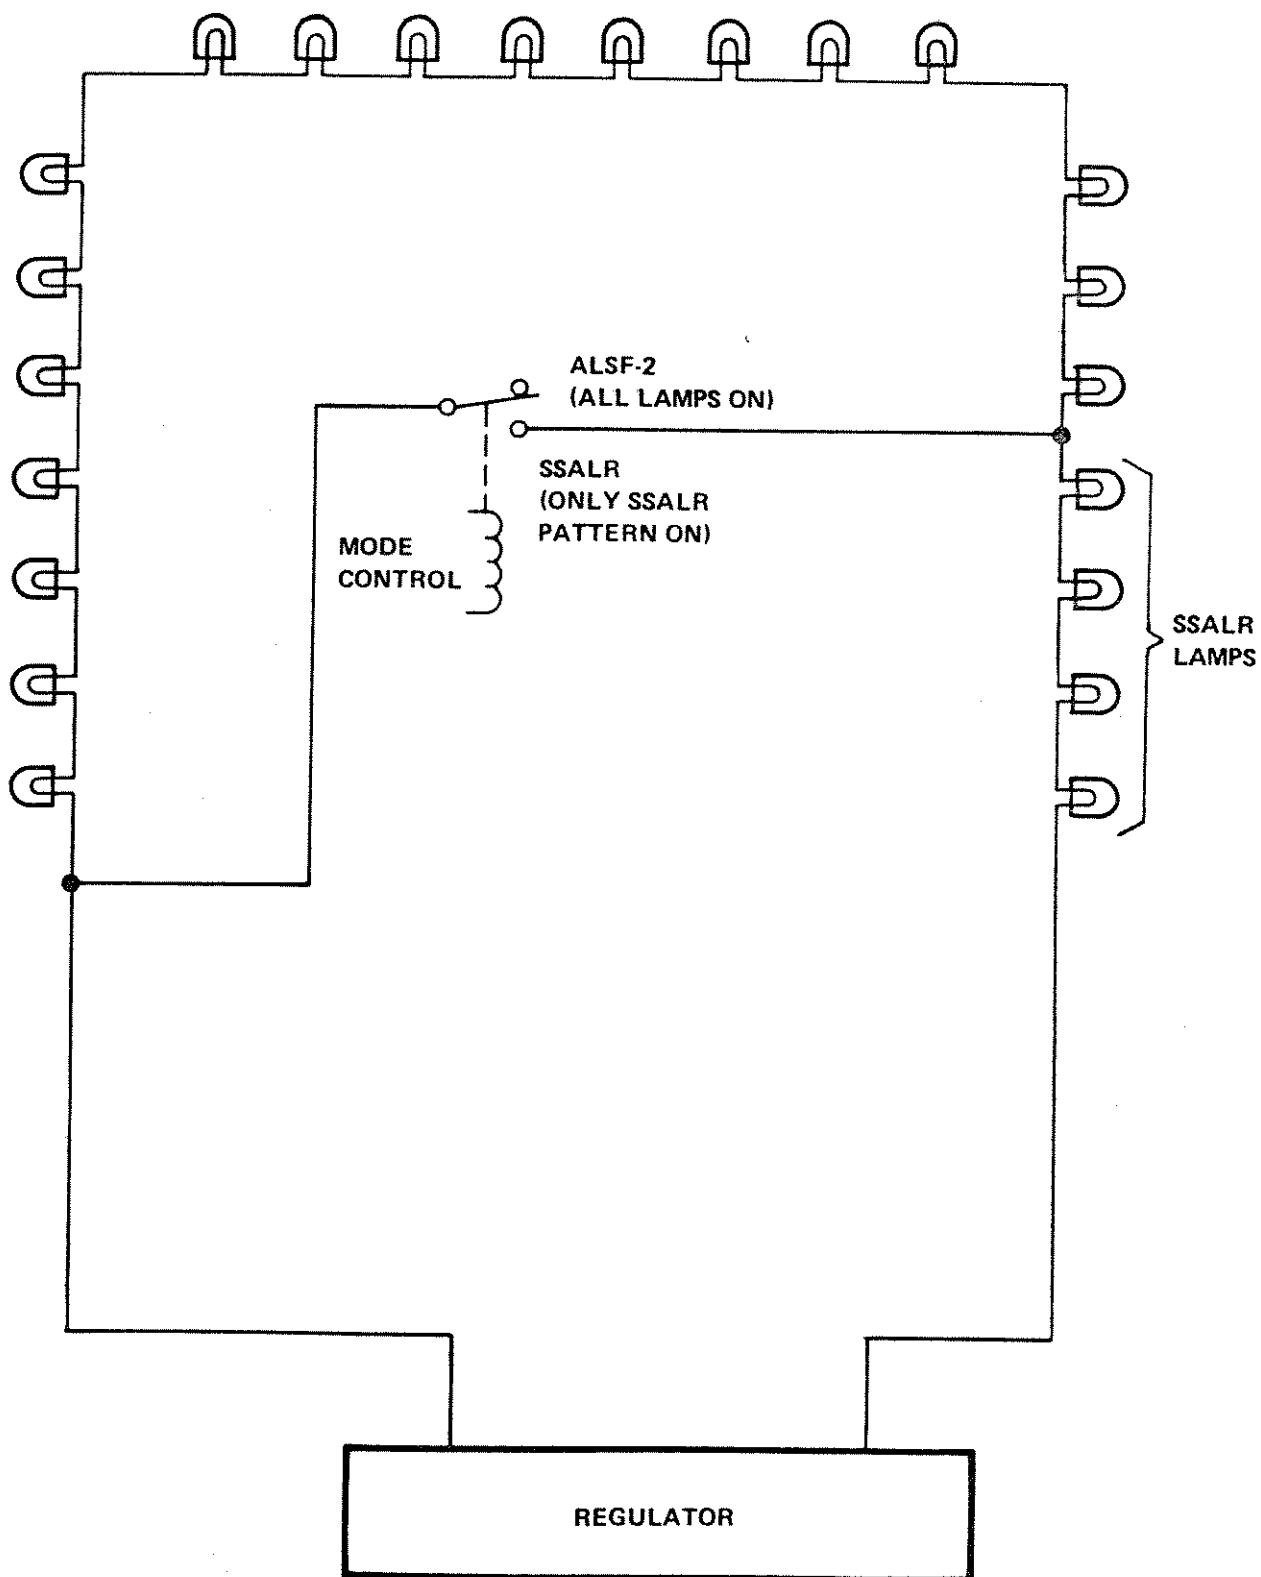 ALSF-2
(ALL LAMPS ON)
SSALR
(ONLY SSALR
PATTERN ON)
MODE
CONTROL
SSALR
LAMPS
REGULATOR